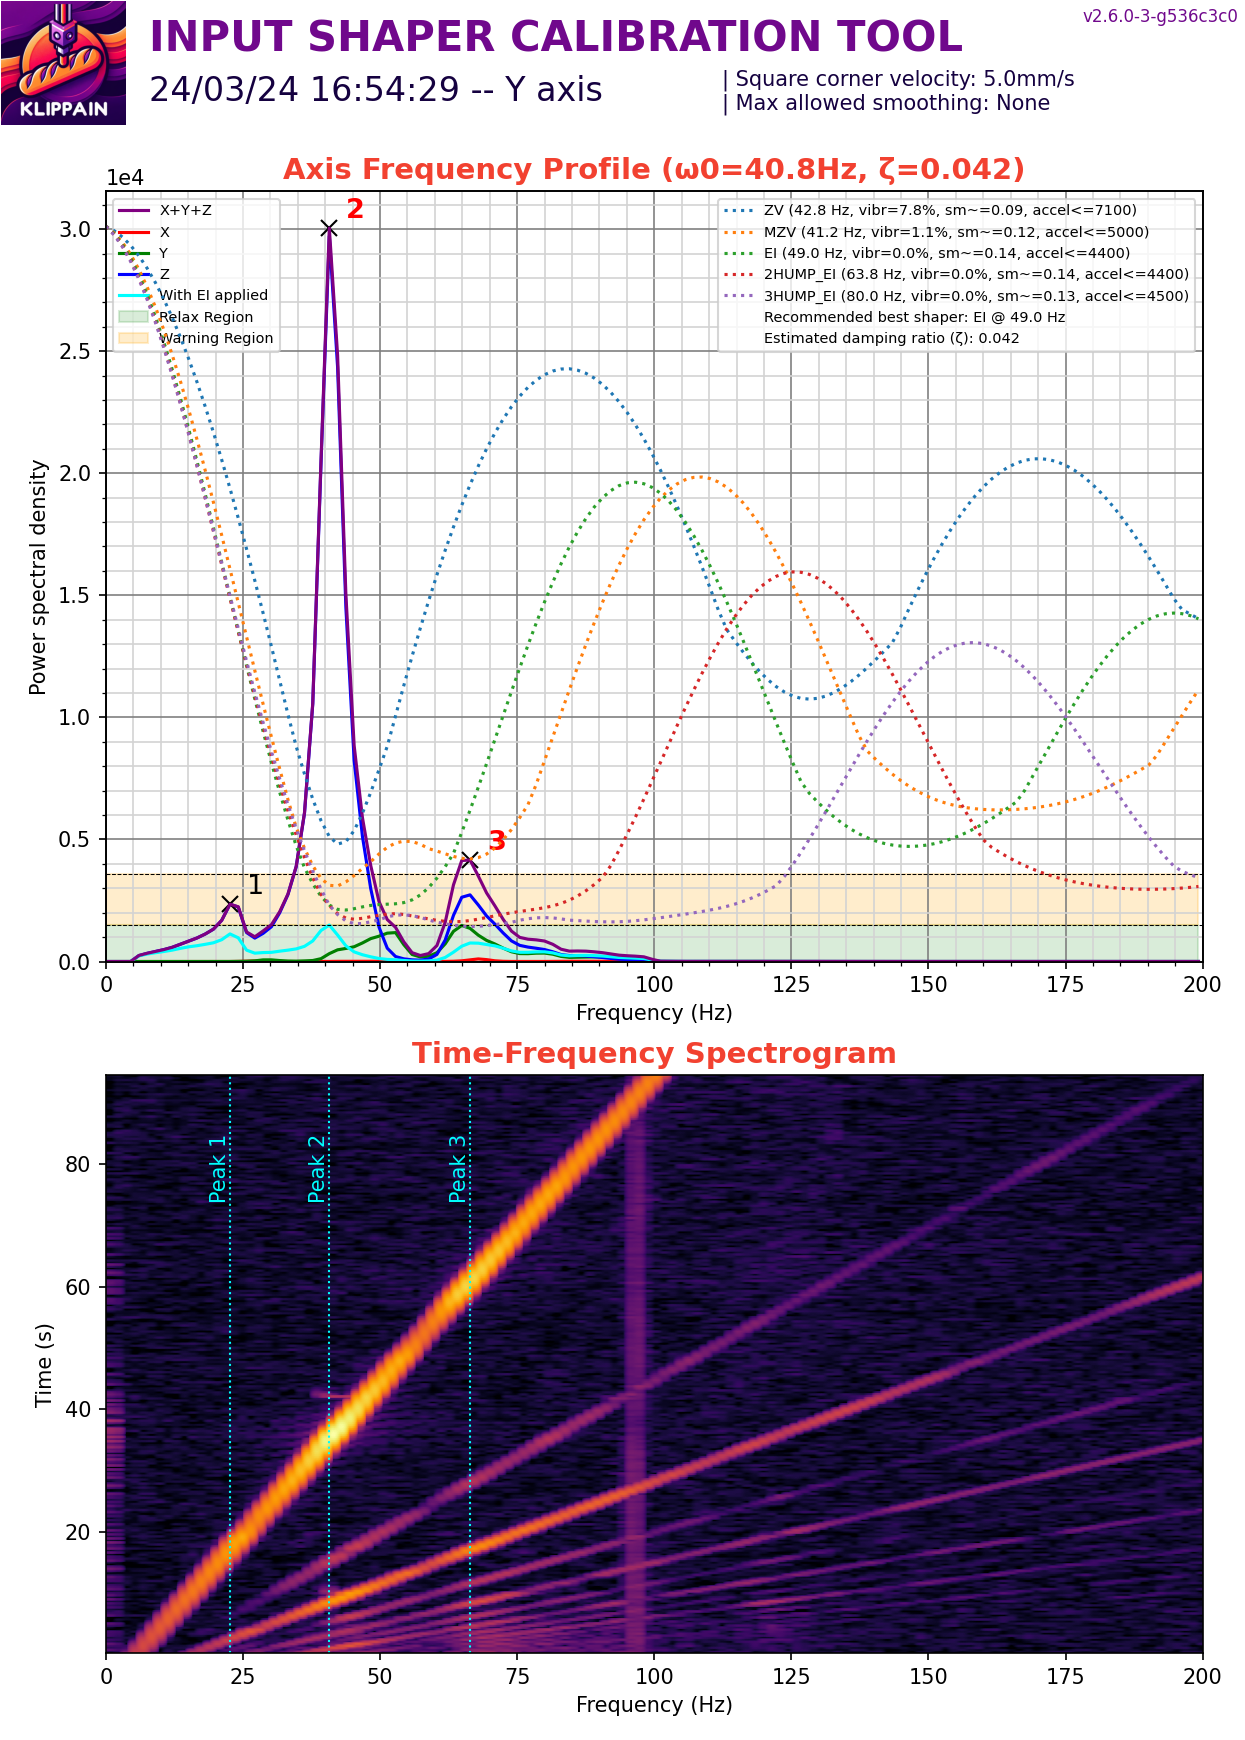 v2.6.0-3-g536c3c0
INPUT SHAPER CALIBRATION TOOL
24/03/24 16:54:29 -- Y axis
| Square corner velocity: 5.0mm/s
| Max allowed smoothing: None
KLIPPAIN
Axis Frequency Profile (ω0=40.8Hz, ζ=0.042)
1e4
X+Y+Z
X
Y
Z
With EI applied
Relax Region
Warning Region
ZV (42.8 Hz, vibr=7.8%, sm~=0.09, accel<=7100)
MZV (41.2 Hz, vibr=1.1%, sm~=0.12, accel<=5000)
EI (49.0 Hz, vibr=0.0%, sm~=0.14, accel<=4400)
2HUMP_EI (63.8 Hz, vibr=0.0%, sm~=0.14, accel<=4400)
3HUMP_EI (80.0 Hz, vibr=0.0%, sm~=0.13, accel<=4500)
Recommended best shaper: EI @ 49.0 Hz
Estimated damping ratio (ζ): 0.042
2
3
1
3.0
2.5
2.0
1.5
1.0
0.5
0.0
Power spectral density
0 25 50 75 100 125 150 175 200
Frequency (Hz)
Time-Frequency Spectrogram
Peak 1
Peak 2
Peak 3
80
60
40
20
Time (s)
0 25 50 75 100 125 150 175 200
Frequency (Hz)